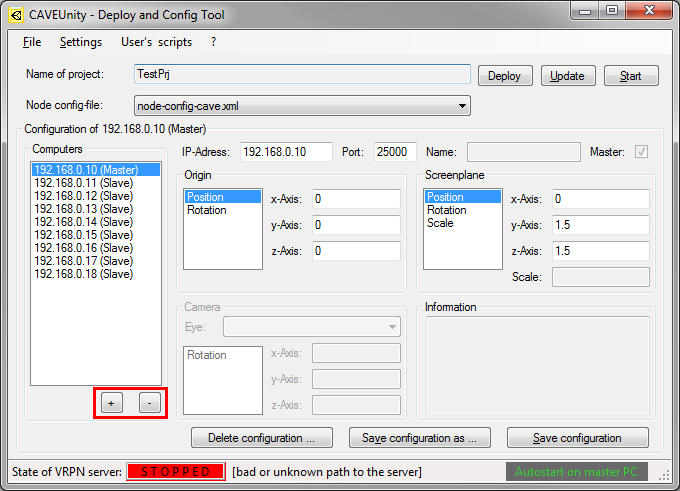 CAVEUnity - Deploy and Config Tool
File Settings User's scripts ?
Name of project: TestPrj Deploy Update Start
Node config-file: node-config-cave.xml
Configuration of 192.168.0.10 (Master)
Computers
192.168.0.10 (Master)
192.168.0.11 (Slave)
192.168.0.12 (Slave)
192.168.0.13 (Slave)
192.168.0.14 (Slave)
192.168.0.15 (Slave)
192.168.0.16 (Slave)
192.168.0.17 (Slave)
192.168.0.18 (Slave)
+ -
IP-Adress: 192.168.0.10 Port: 25000 Name: Master:
Origin
Position
Rotation
x-Axis: 0
y-Axis: 0
z-Axis: 0
Screenplane
Position
Rotation
Scale
x-Axis: 0
y-Axis: 1.5
z-Axis: 1.5
Scale:
Camera
Eye:
Rotation
x-Axis:
y-Axis:
z-Axis:
Information
Delete configuration ... Save configuration as ... Save configuration
State of VRPN server: STOPPED [bad or unknown path to the server] Autostart on master PC